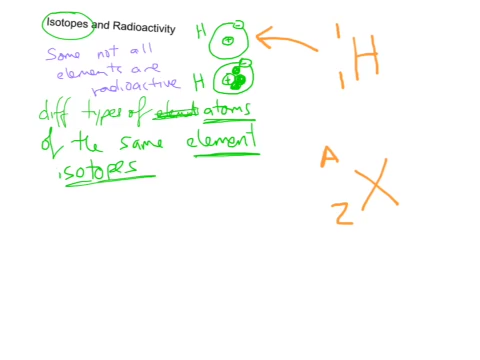 Isotopes and Radioactivity
Some not all
elements are
radioactive
H
-
+
H
-
+
diff types of atoms
of the same element
isotopes
1
1 H
A
Z X